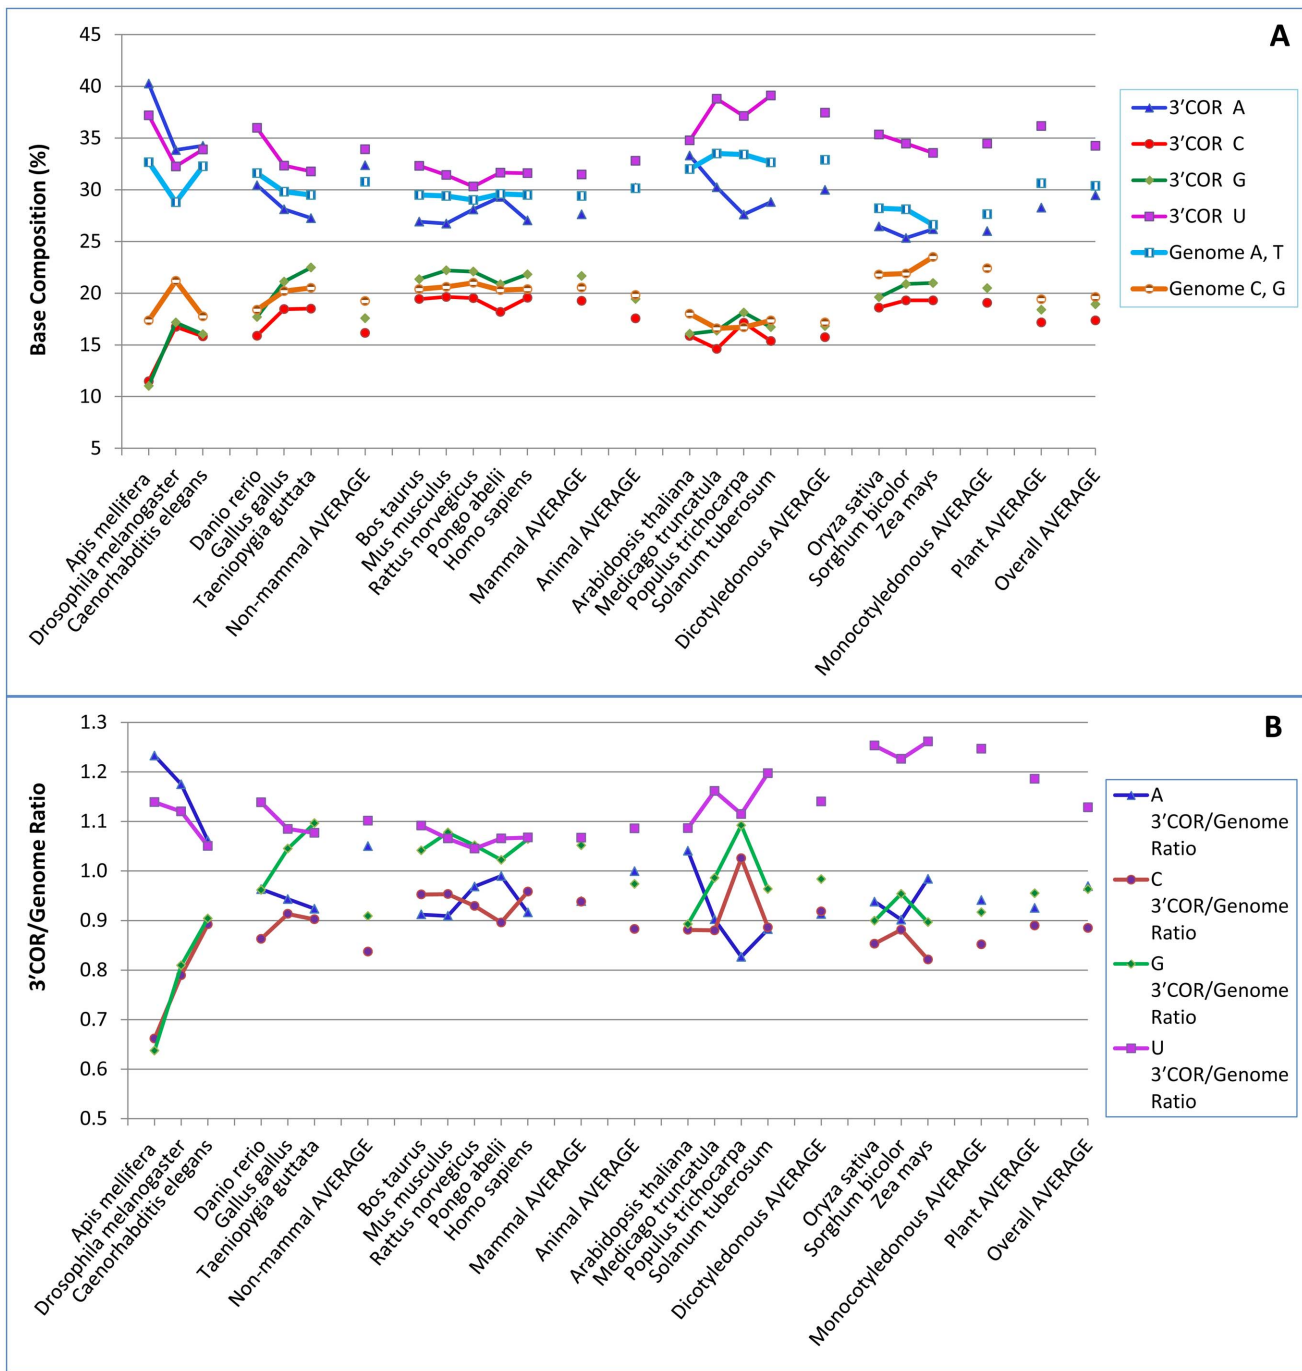 A
45
40
35
30
25
20
15
10
5
Base Composition (%)
3'COR A
3'COR C
3'COR G
3'COR U
Genome A, T
Genome C, G
Apis mellifera
Drosophila melanogaster
Caenorhabditis elegans
Danio rerio
Gallus gallus
Taeniopygia guttata
Non-mammal AVERAGE
Bos taurus
Mus musculus
Rattus norvegicus
Pongo abelii
Homo sapiens
Mammal AVERAGE
Animal AVERAGE
Arabidopsis thaliana
Medicago truncatula
Populus trichocarpa
Solanum tuberosum
Dicotyledonous AVERAGE
Oryza sativa
Sorghum bicolor
Zea mays
Monocotyledonous AVERAGE
Plant AVERAGE
Overall AVERAGE
B
1.3
1.2
1.1
1.0
0.9
0.8
0.7
0.6
0.5
3'COR/Genome Ratio
A
3'COR/Genome
Ratio
C
3'COR/Genome
Ratio
G
3'COR/Genome
Ratio
U
3'COR/Genome
Ratio
Apis mellifera
Drosophila melanogaster
Caenorhabditis elegans
Danio rerio
Gallus gallus
Taeniopygia guttata
Non-mammal AVERAGE
Bos taurus
Mus musculus
Rattus norvegicus
Pongo abelii
Homo sapiens
Mammal AVERAGE
Animal AVERAGE
Arabidopsis thaliana
Medicago truncatula
Populus trichocarpa
Solanum tuberosum
Dicotyledonous AVERAGE
Oryza sativa
Sorghum bicolor
Zea mays
Monocotyledonous AVERAGE
Plant AVERAGE
Overall AVERAGE